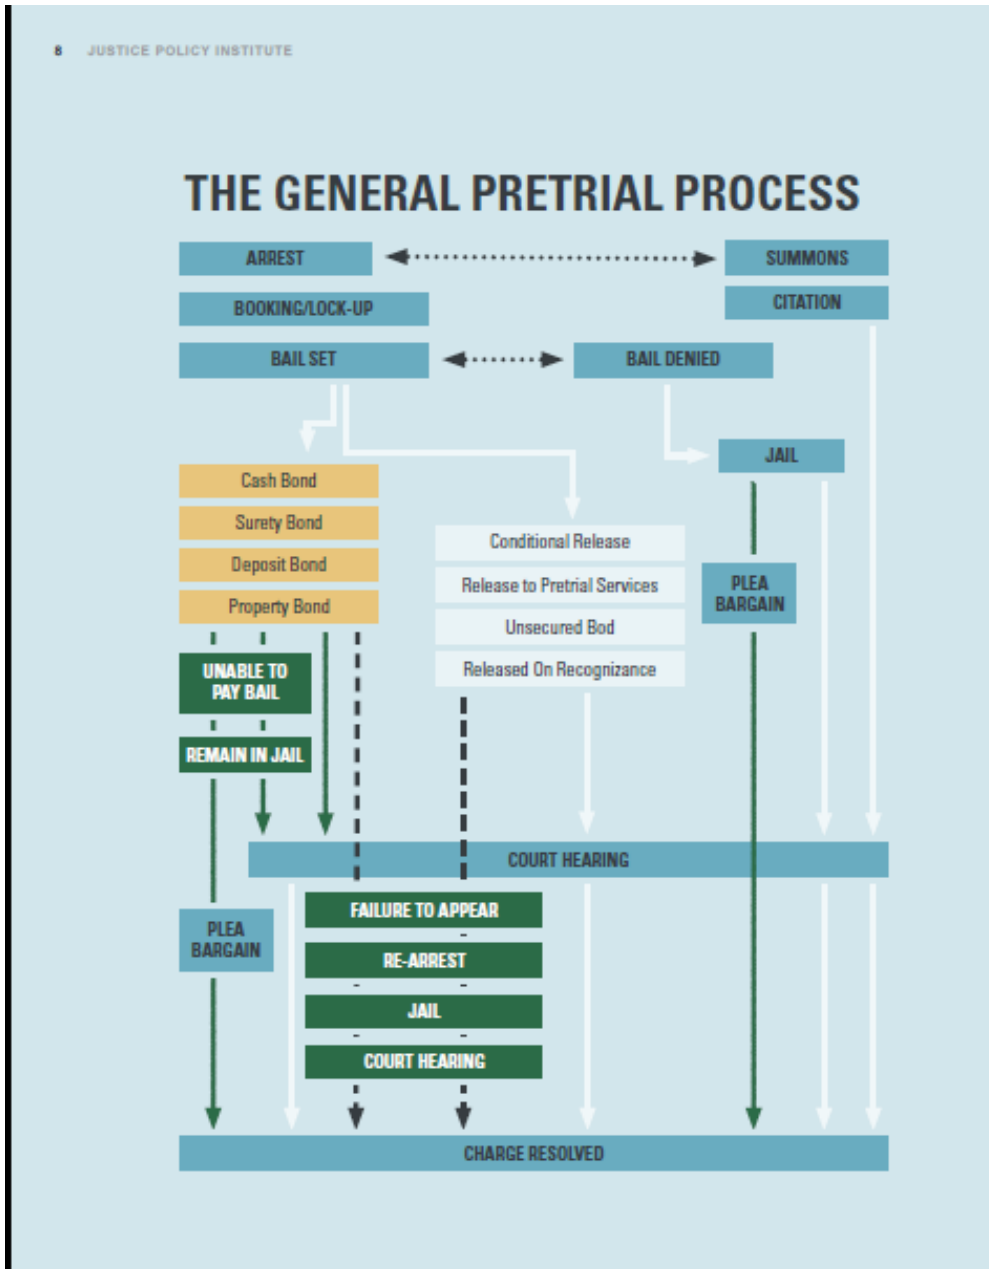 8 JUSTICE POLICY INSTITUTE
THE GENERAL PRETRIAL PROCESS
ARREST
SUMMONS
BOOKING/LOCK-UP
CITATION
BAIL SET
BAIL DENIED
JAIL
Cash Bond
Surety Bond
Deposit Bond
Property Bond
Conditional Release
Release to Pretrial Services
Unsecured Bod
Released On Recognizance
PLEA
BARGAIN
UNABLE TO
PAY BAIL
REMAIN IN JAIL
COURT HEARING
PLEA
BARGAIN
FAILURE TO APPEAR
RE-ARREST
JAIL
COURT HEARING
CHARGE RESOLVED